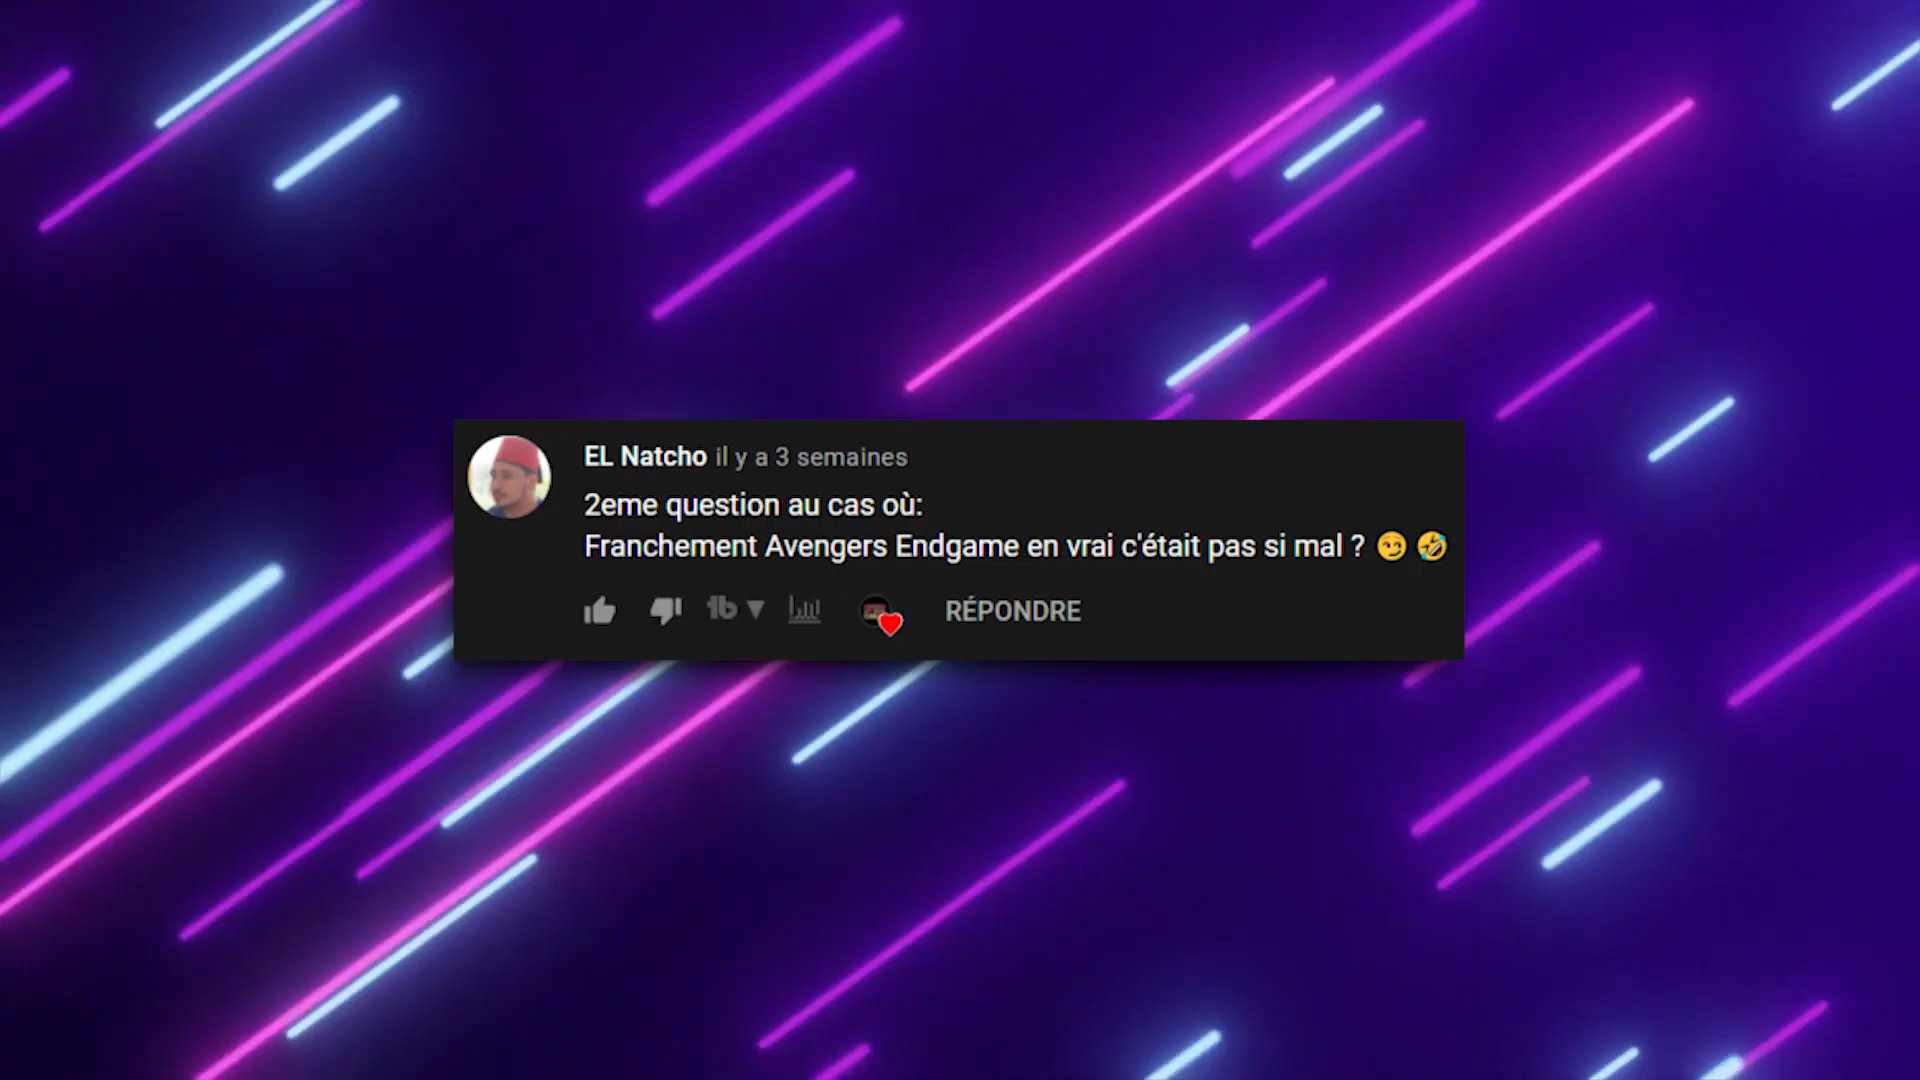 EL Natcho il y a 3 semaines
2eme question au cas où:
Franchement Avengers Endgame en vrai c'était pas si mal ? 😏 🤣
RÉPONDRE